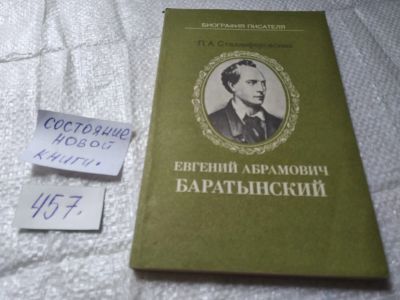 БИОГРАФИЯ ПИСАТЕЛЯ
ЕВГЕНИЙ АБРАМОВИЧ
БАРАТЫНСКИЙ
СОСТОЯНИЕ
НОВОЙ
КНИГИ.
457.